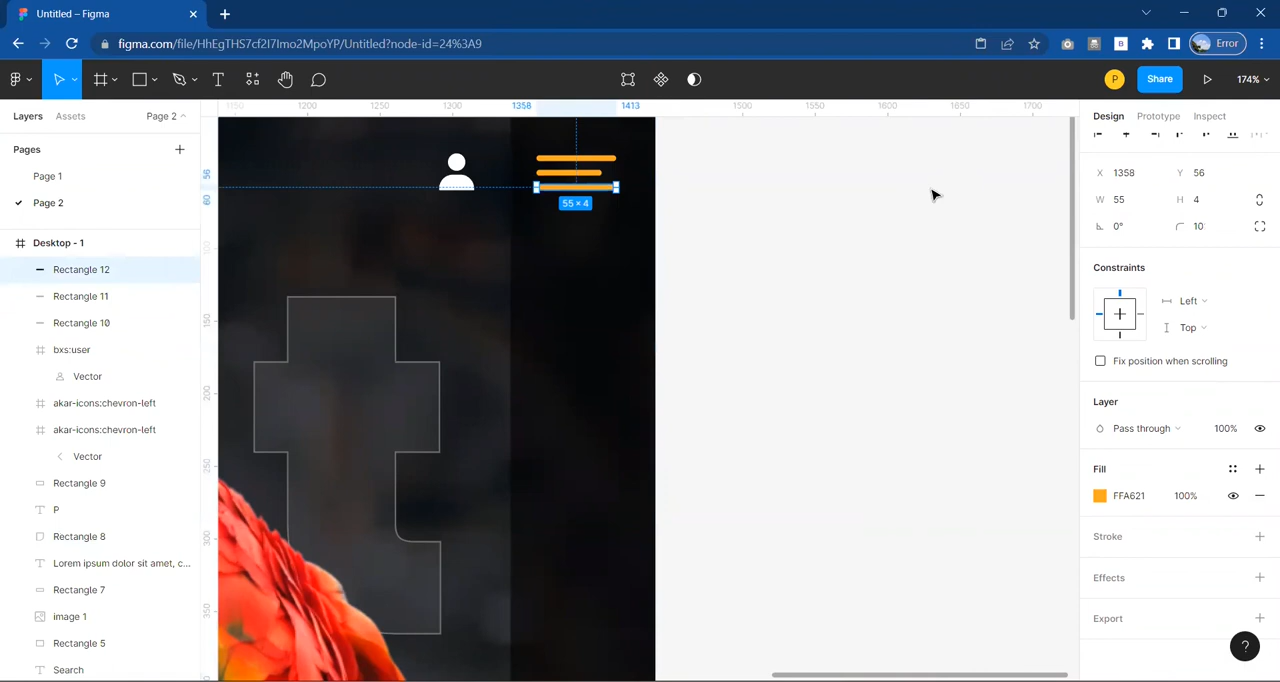 Untitled – Figma
figma.com/file/HhEgTHS7cf2I7Imo2MpoYP/Untitled?node-id=24%3A9
Error
P
Share
174%
Layers
Assets
Page 2
Pages
Page 1
Page 2
Desktop - 1
Rectangle 12
Rectangle 11
Rectangle 10
bxs:user
Vector
akar-icons:chevron-left
akar-icons:chevron-left
Vector
Rectangle 9
P
Rectangle 8
Lorem ipsum dolor sit amet, c...
Rectangle 7
image 1
Rectangle 5
Search
1150
1200
1250
1300
1358
1413
1500
1550
1600
1650
1700
56
60
100
150
200
250
300
350
55 × 4
Design
Prototype
Inspect
X 1358
Y 56
W 55
H 4
0°
10
Constraints
Left
Top
Fix position when scrolling
Layer
Pass through
100%
Fill
FFA621
100%
Stroke
Effects
Export
?